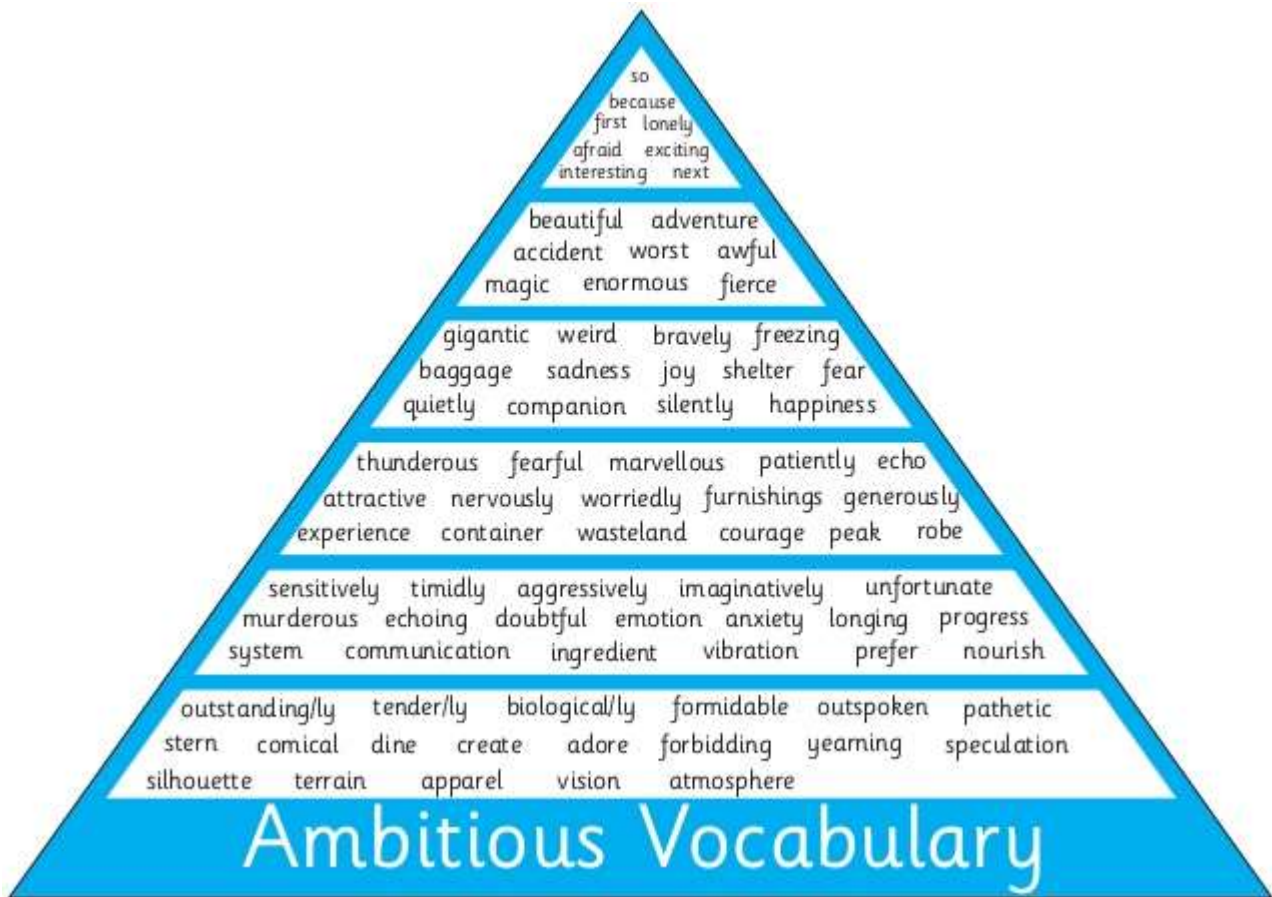 so
because
first lonely
afraid exciting
interesting next
beautiful adventure
accident worst awful
magic enormous fierce
gigantic weird bravely freezing
baggage sadness joy shelter fear
quietly companion silently happiness
thunderous fearful marvellous patiently echo
attractive nervously worriedly furnishings generously
experience container wasteland courage peak robe
sensitively timidly aggressively imaginatively unfortunate
murderous echoing doubtful emotion anxiety longing progress
system communication ingredient vibration prefer nourish
outstanding/ly tender/ly biological/ly formidable outspoken pathetic
stern comical dine create adore forbidding yearning speculation
silhouette terrain apparel vision atmosphere
Ambitious Vocabulary